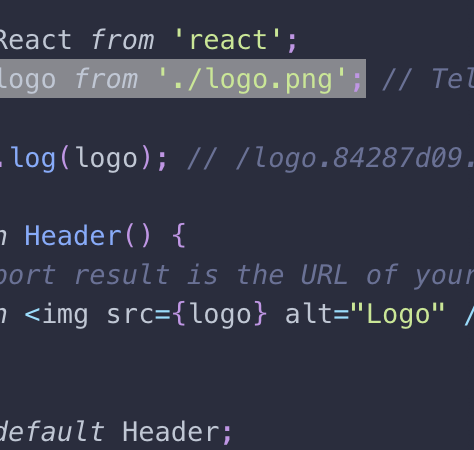 React from 'react';
logo from './logo.png'; // Tel
.log(logo); // /logo.84287d09.
Header() {
port result is the URL of your
<img src={logo} alt="Logo" /
default Header;